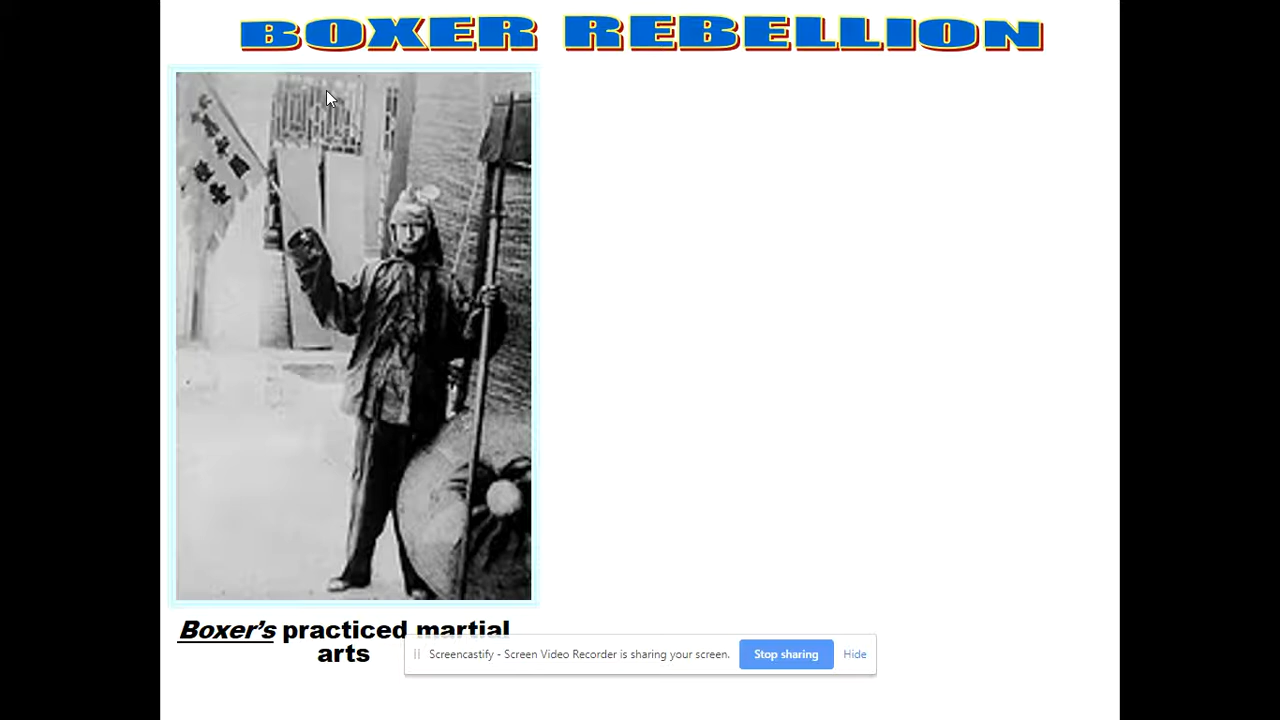 BOXER REBELLION
Boxer's practiced martial
arts
Screencastify - Screen Video Recorder is sharing your screen.
Stop sharing
Hide